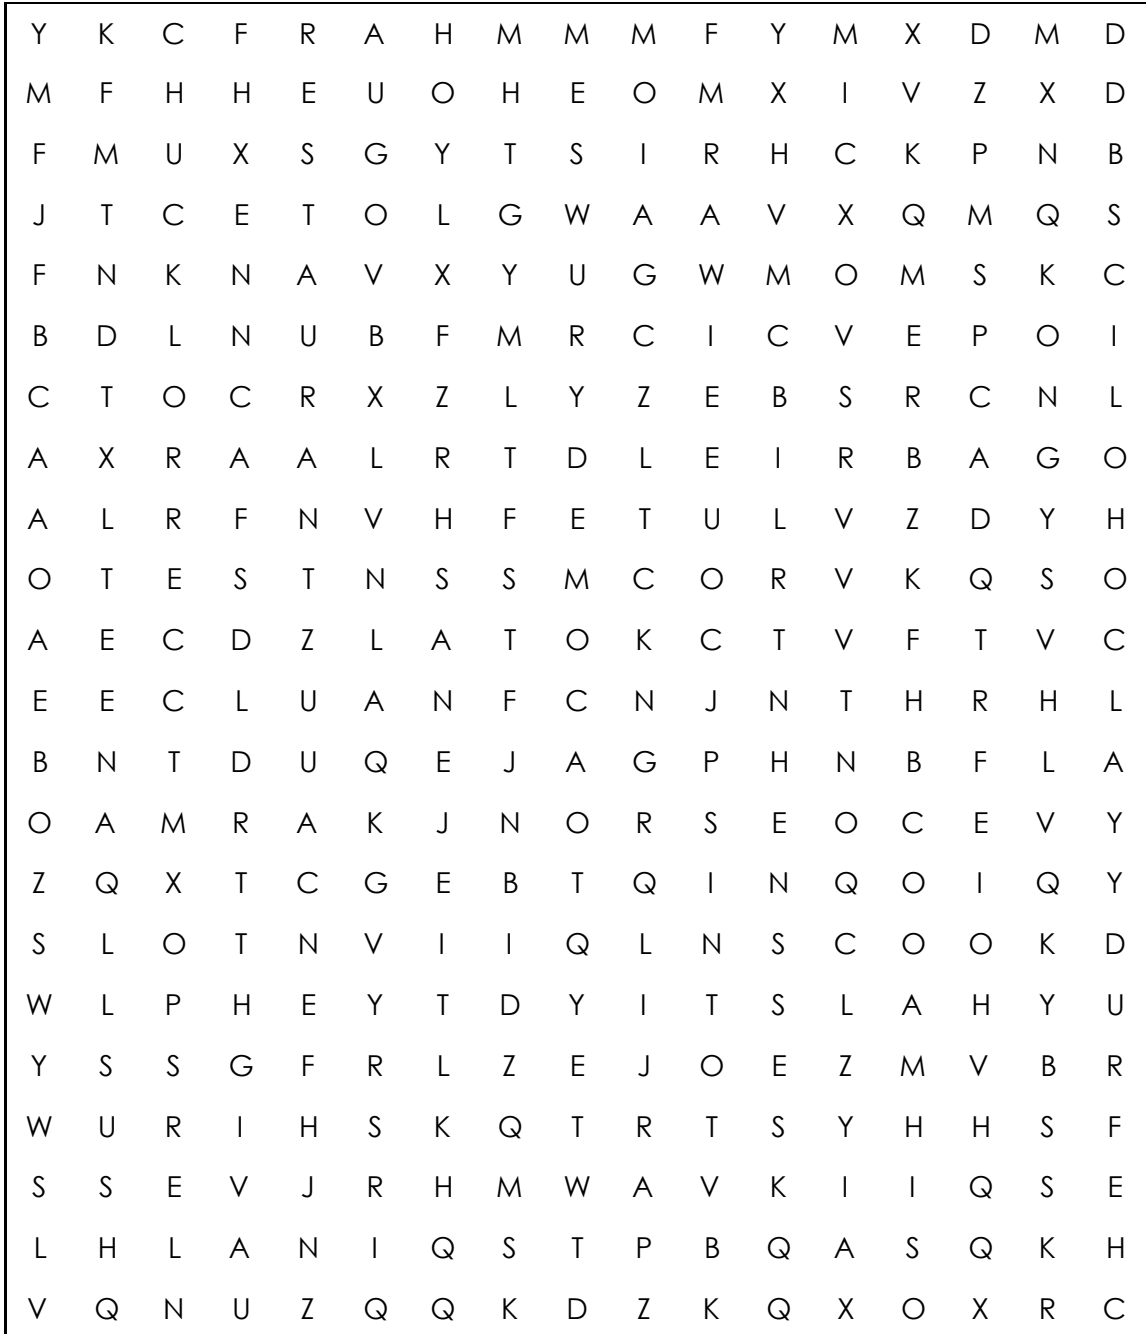 Y K C F R A H M M M F Y M X D M D
M F H H E U O H E O M X I V Z X D
F M U X S G Y T S I R H C K P N B
J T C E T O L G W A A V X Q M Q S
F N K N A V X Y U G W M O M S K C
B D L N U B F M R C I C V E P O I
C T O C R X Z L Y Z E B S R C N L
A X R A A L R T D L E I R B A G O
A L R F N V H F E T U L V Z D Y H
O T E S T N S S M C O R V K Q S O
A E C D Z L A T O K C T V F T V C
E E C L U A N F C N J N T H R H L
B N T D U Q E J A G P H N B F L A
O A M R A K J N O R S E O C E V Y
Z Q X T C G E B T Q I N Q O I Q Y
S L O T N V I I Q L N S C O O K D
W L P H E Y T D Y I T S L A H Y U
Y S S G F R L Z E J O E Z M V B R
W U R I H S K Q T R T S Y H H S F
S S E V J R H M W A V K I I Q S E
L H L A N I Q S T P B Q A S Q K H
V Q N U Z Q Q K D Z K Q X O X R C